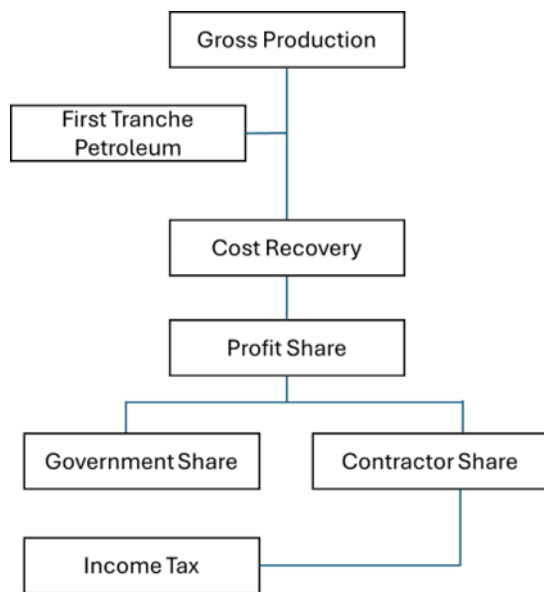 Gross Production
First Tranche
Petroleum
Cost Recovery
Profit Share
Government Share
Contractor Share
Income Tax